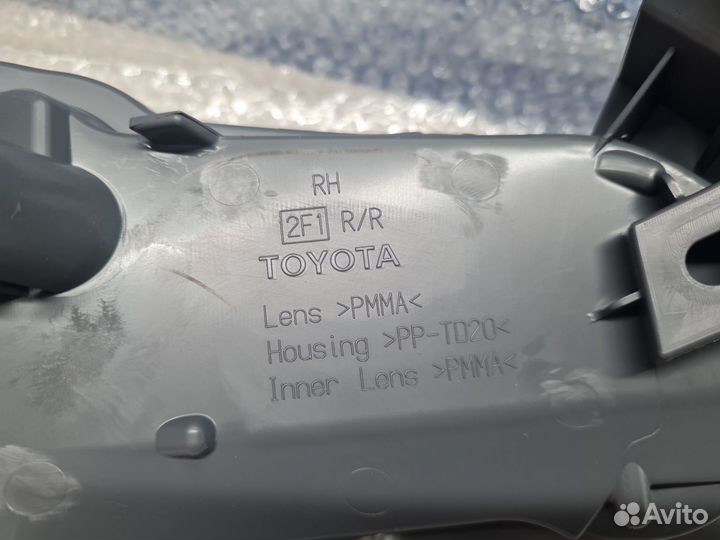 RH
2F1 R/R
TOYOTA
Lens >PMMA<
Housing >PP-TD20<
Inner Lens >PMMA<
Avito